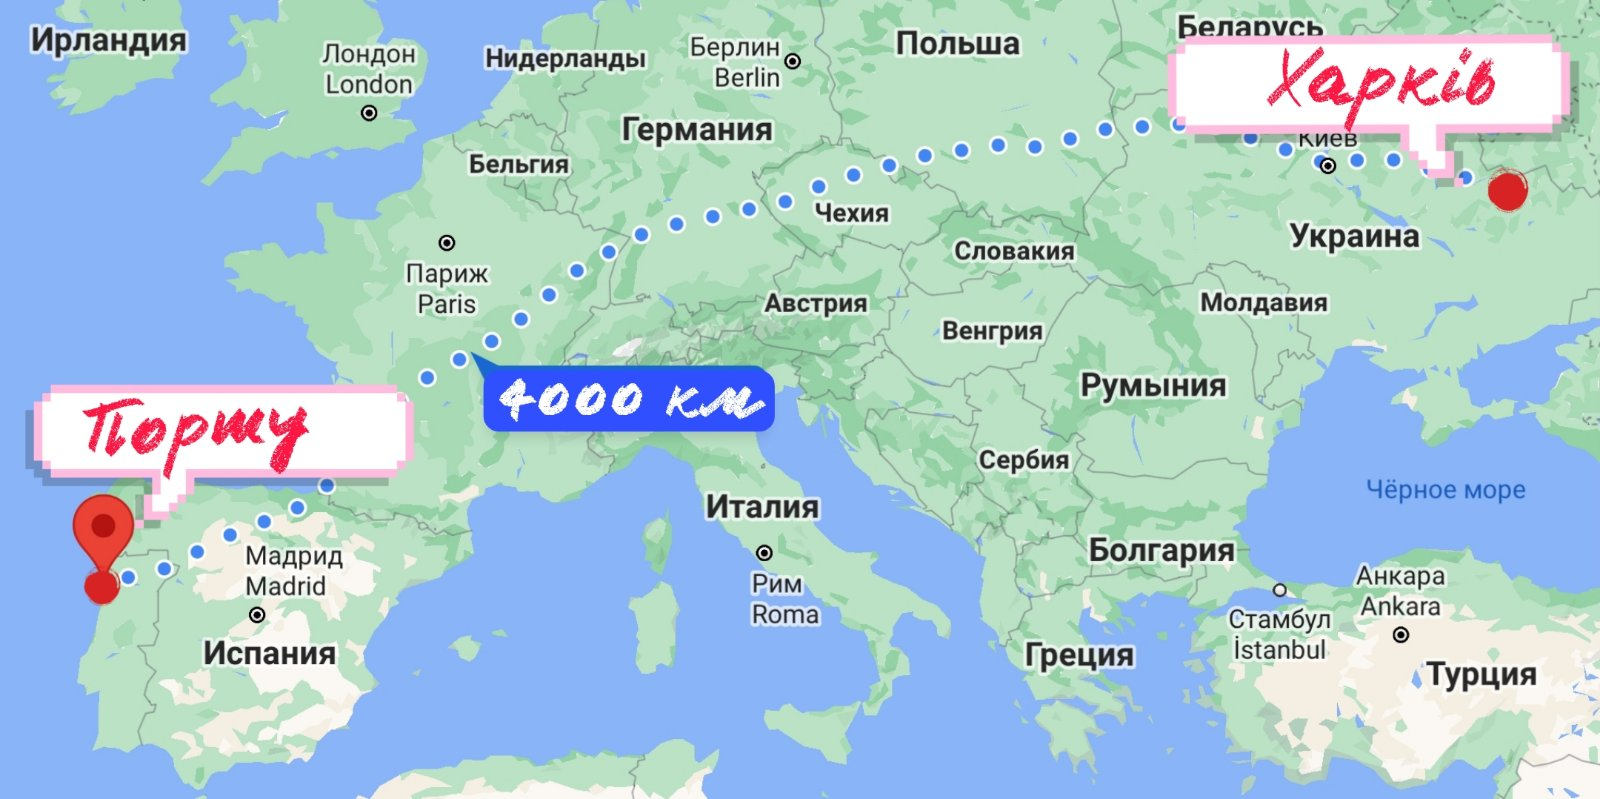 Ирландия
Лондон
London
Нидерланды
Берлин
Berlin
Польша
Беларусь
Харків
Германия
Бельгия
Киев
Чехия
Украина
Словакия
Париж
Paris
Австрия
Венгрия
Молдавия
4000 км
Румыния
Порту
Сербия
Чёрное море
Италия
Мадрид
Madrid
Рим
Roma
Болгария
Анкара
Ankara
Стамбул
İstanbul
Испания
Греция
Турция